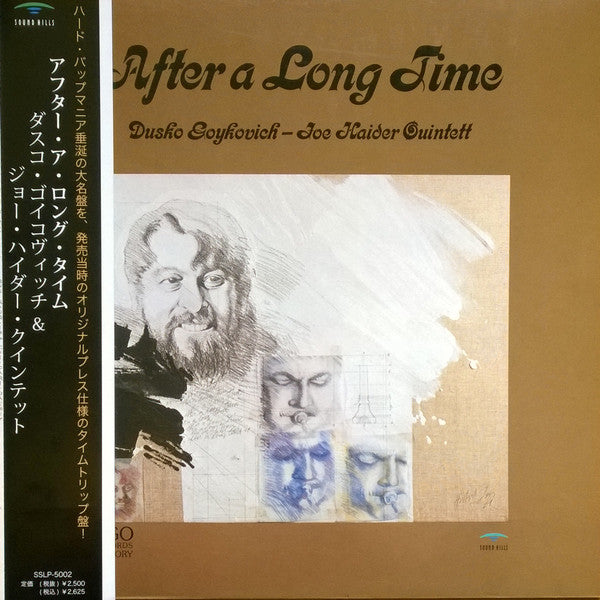 SOUND HILLS
ハード・バップマニア垂涎の大名盤を、発売当時のオリジナルプレス仕様のタイムトリップ盤！
アフター・ア・ロング・タイム
ダスコ・ゴイコヴィッチ &
ジョー・ハイダー・クインテット
SSLP-5002
定価 (税抜) ¥2,500
(税込) ¥2,625
After a Long Time
Dusko Goykovich – Joe Haider Quintett
GO
ORDS
ORY
SOUND HILLS